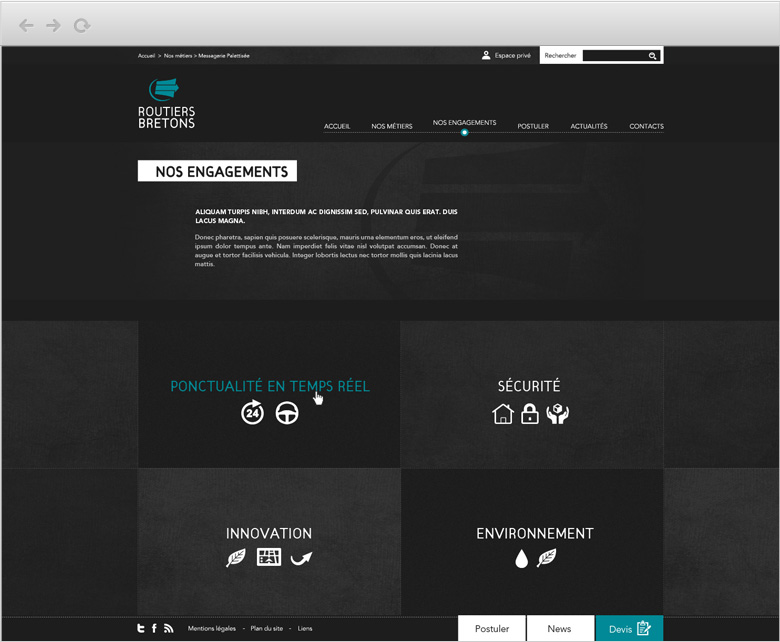 Accueil > Nos métiers > Messagerie Palettisée
Espace privé
Rechercher
ROUTIERS
BRETONS
ACCUEIL
NOS MÉTIERS
NOS ENGAGEMENTS
POSTULER
ACTUALITÉS
CONTACTS
NOS ENGAGEMENTS
ALIQUAM TURPIS NIBH, INTERDUM AC DIGNISSIM SED, PULVINAR QUIS ERAT. DUIS
LACUS MAGNA.
Donec pharetra, sapien quis posuere scelerisque, mauris urna elementum eros, ut eleifend
ipsum dolor tempus ante. Nam imperdiet felis vitae nisl volutpat accumsan. Donec at
augue et tortor facilisis vehicula. Integer lobortis lectus nec tortor mollis quis lacinia lacus
mattis.
PONCTUALITÉ EN TEMPS RÉEL
24
SÉCURITÉ
INNOVATION
ENVIRONNEMENT
Mentions légales - Plan du site - Liens
Postuler
News
Devis